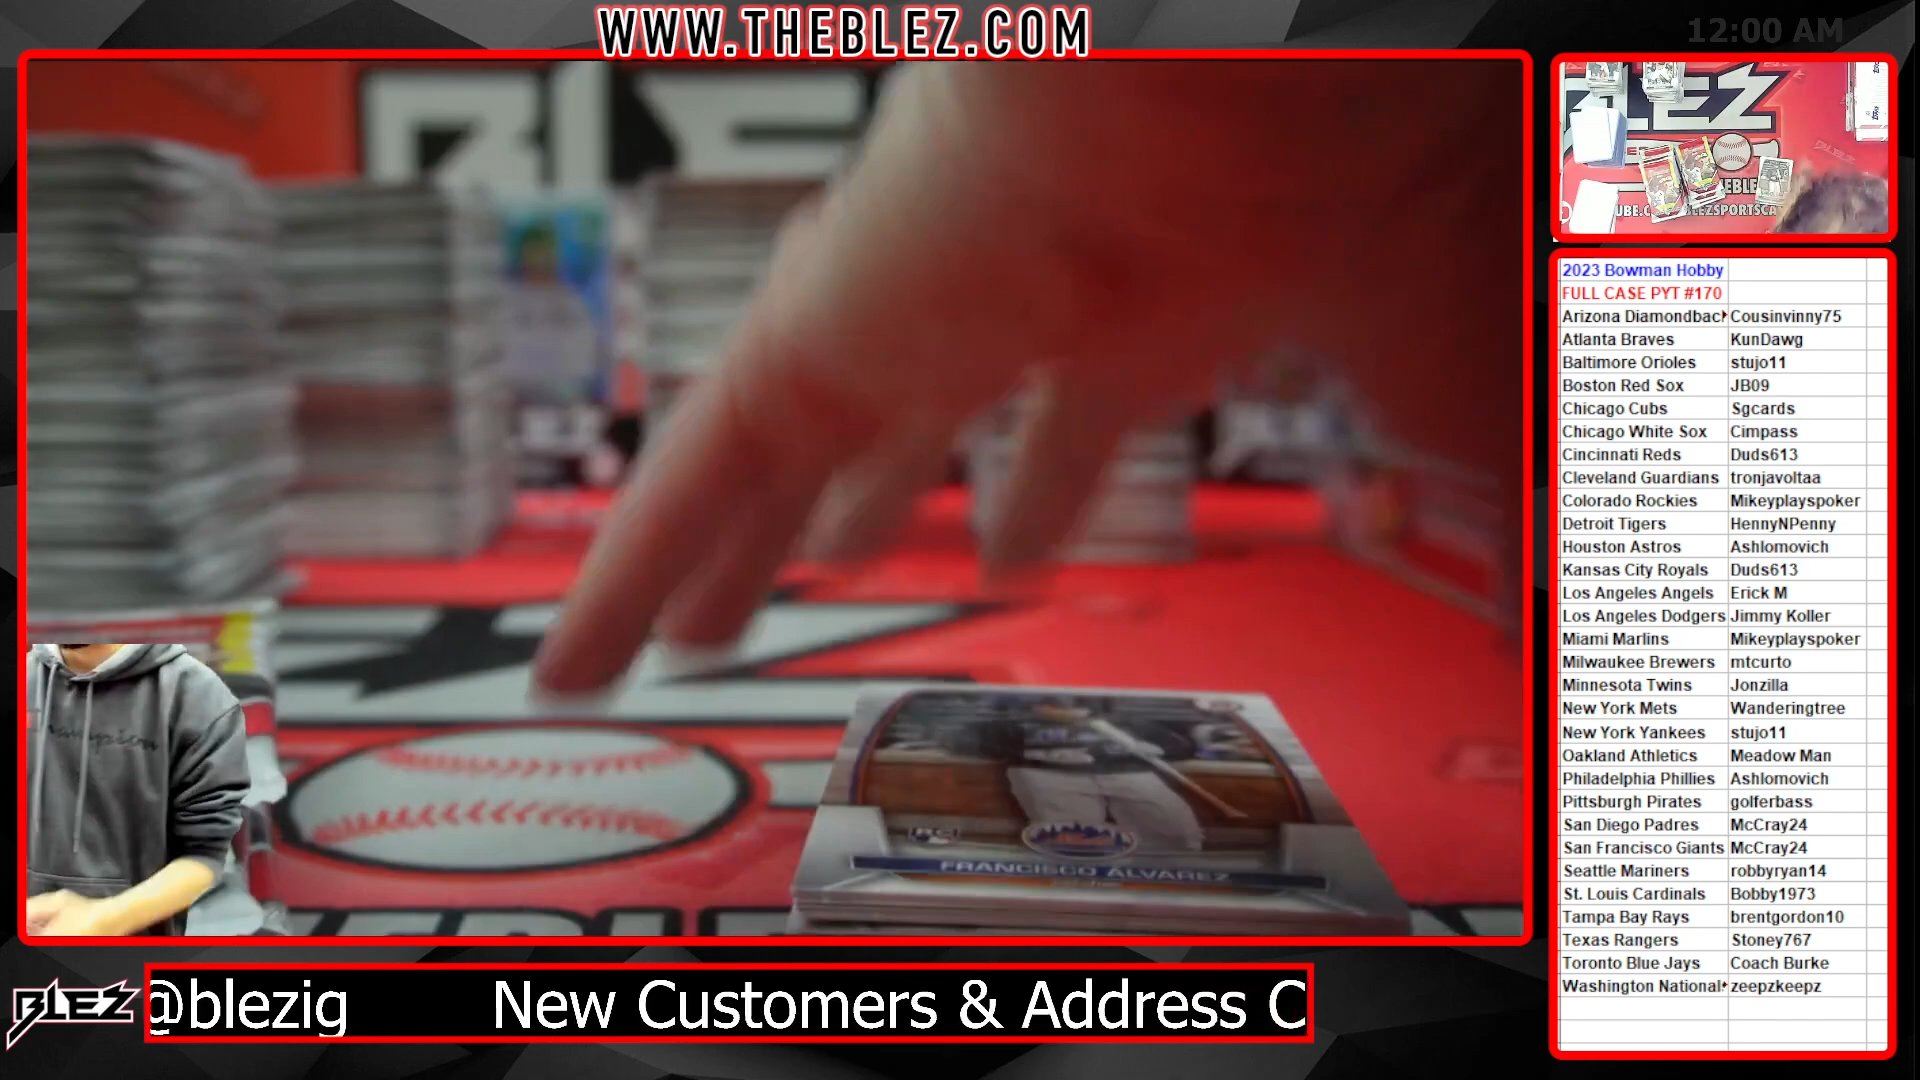 WWW.THEBLEZ.COM
12:00 AM
BLEZ
2023 Bowman Hobby
FULL CASE PYT #170
Arizona Diamondbac Cousinvinny75
Atlanta Braves KunDawg
Baltimore Orioles stujo11
Boston Red Sox JB09
Chicago Cubs Sgcards
Chicago White Sox Cimpass
Cincinnati Reds Duds613
Cleveland Guardians tronjavoltaa
Colorado Rockies Mikeyplayspoker
Detroit Tigers HennyNPenny
Houston Astros Ashlomovich
Kansas City Royals Duds613
Los Angeles Angels Erick M
Los Angeles Dodgers Jimmy Koller
Miami Marlins Mikeyplayspoker
Milwaukee Brewers mtcurto
Minnesota Twins Jonzilla
New York Mets Wanderingtree
New York Yankees stujo11
Oakland Athletics Meadow Man
Philadelphia Phillies Ashlomovich
Pittsburgh Pirates golferbass
San Diego Padres McCray24
San Francisco Giants McCray24
Seattle Mariners robbyryan14
St. Louis Cardinals Bobby1973
Tampa Bay Rays brentgordon10
Texas Rangers Stoney767
Toronto Blue Jays Coach Burke
Washington National zeepzkeepz
Champion
RC
FRANCISCO ALVAREZ
BLEZ @blezig New Customers & Address C